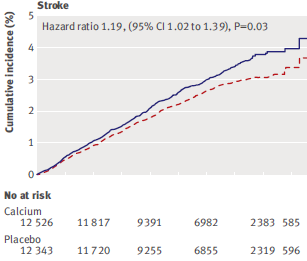 Stroke
Cumulative incidence (%)
5
4
3
2
1
0
Hazard ratio 1.19, (95% CI 1.02 to 1.39), P=0.03
No at risk
Calcium
12 526 11 817 9391 6982 2383 585
Placebo
12 343 11 720 9255 6855 2319 596